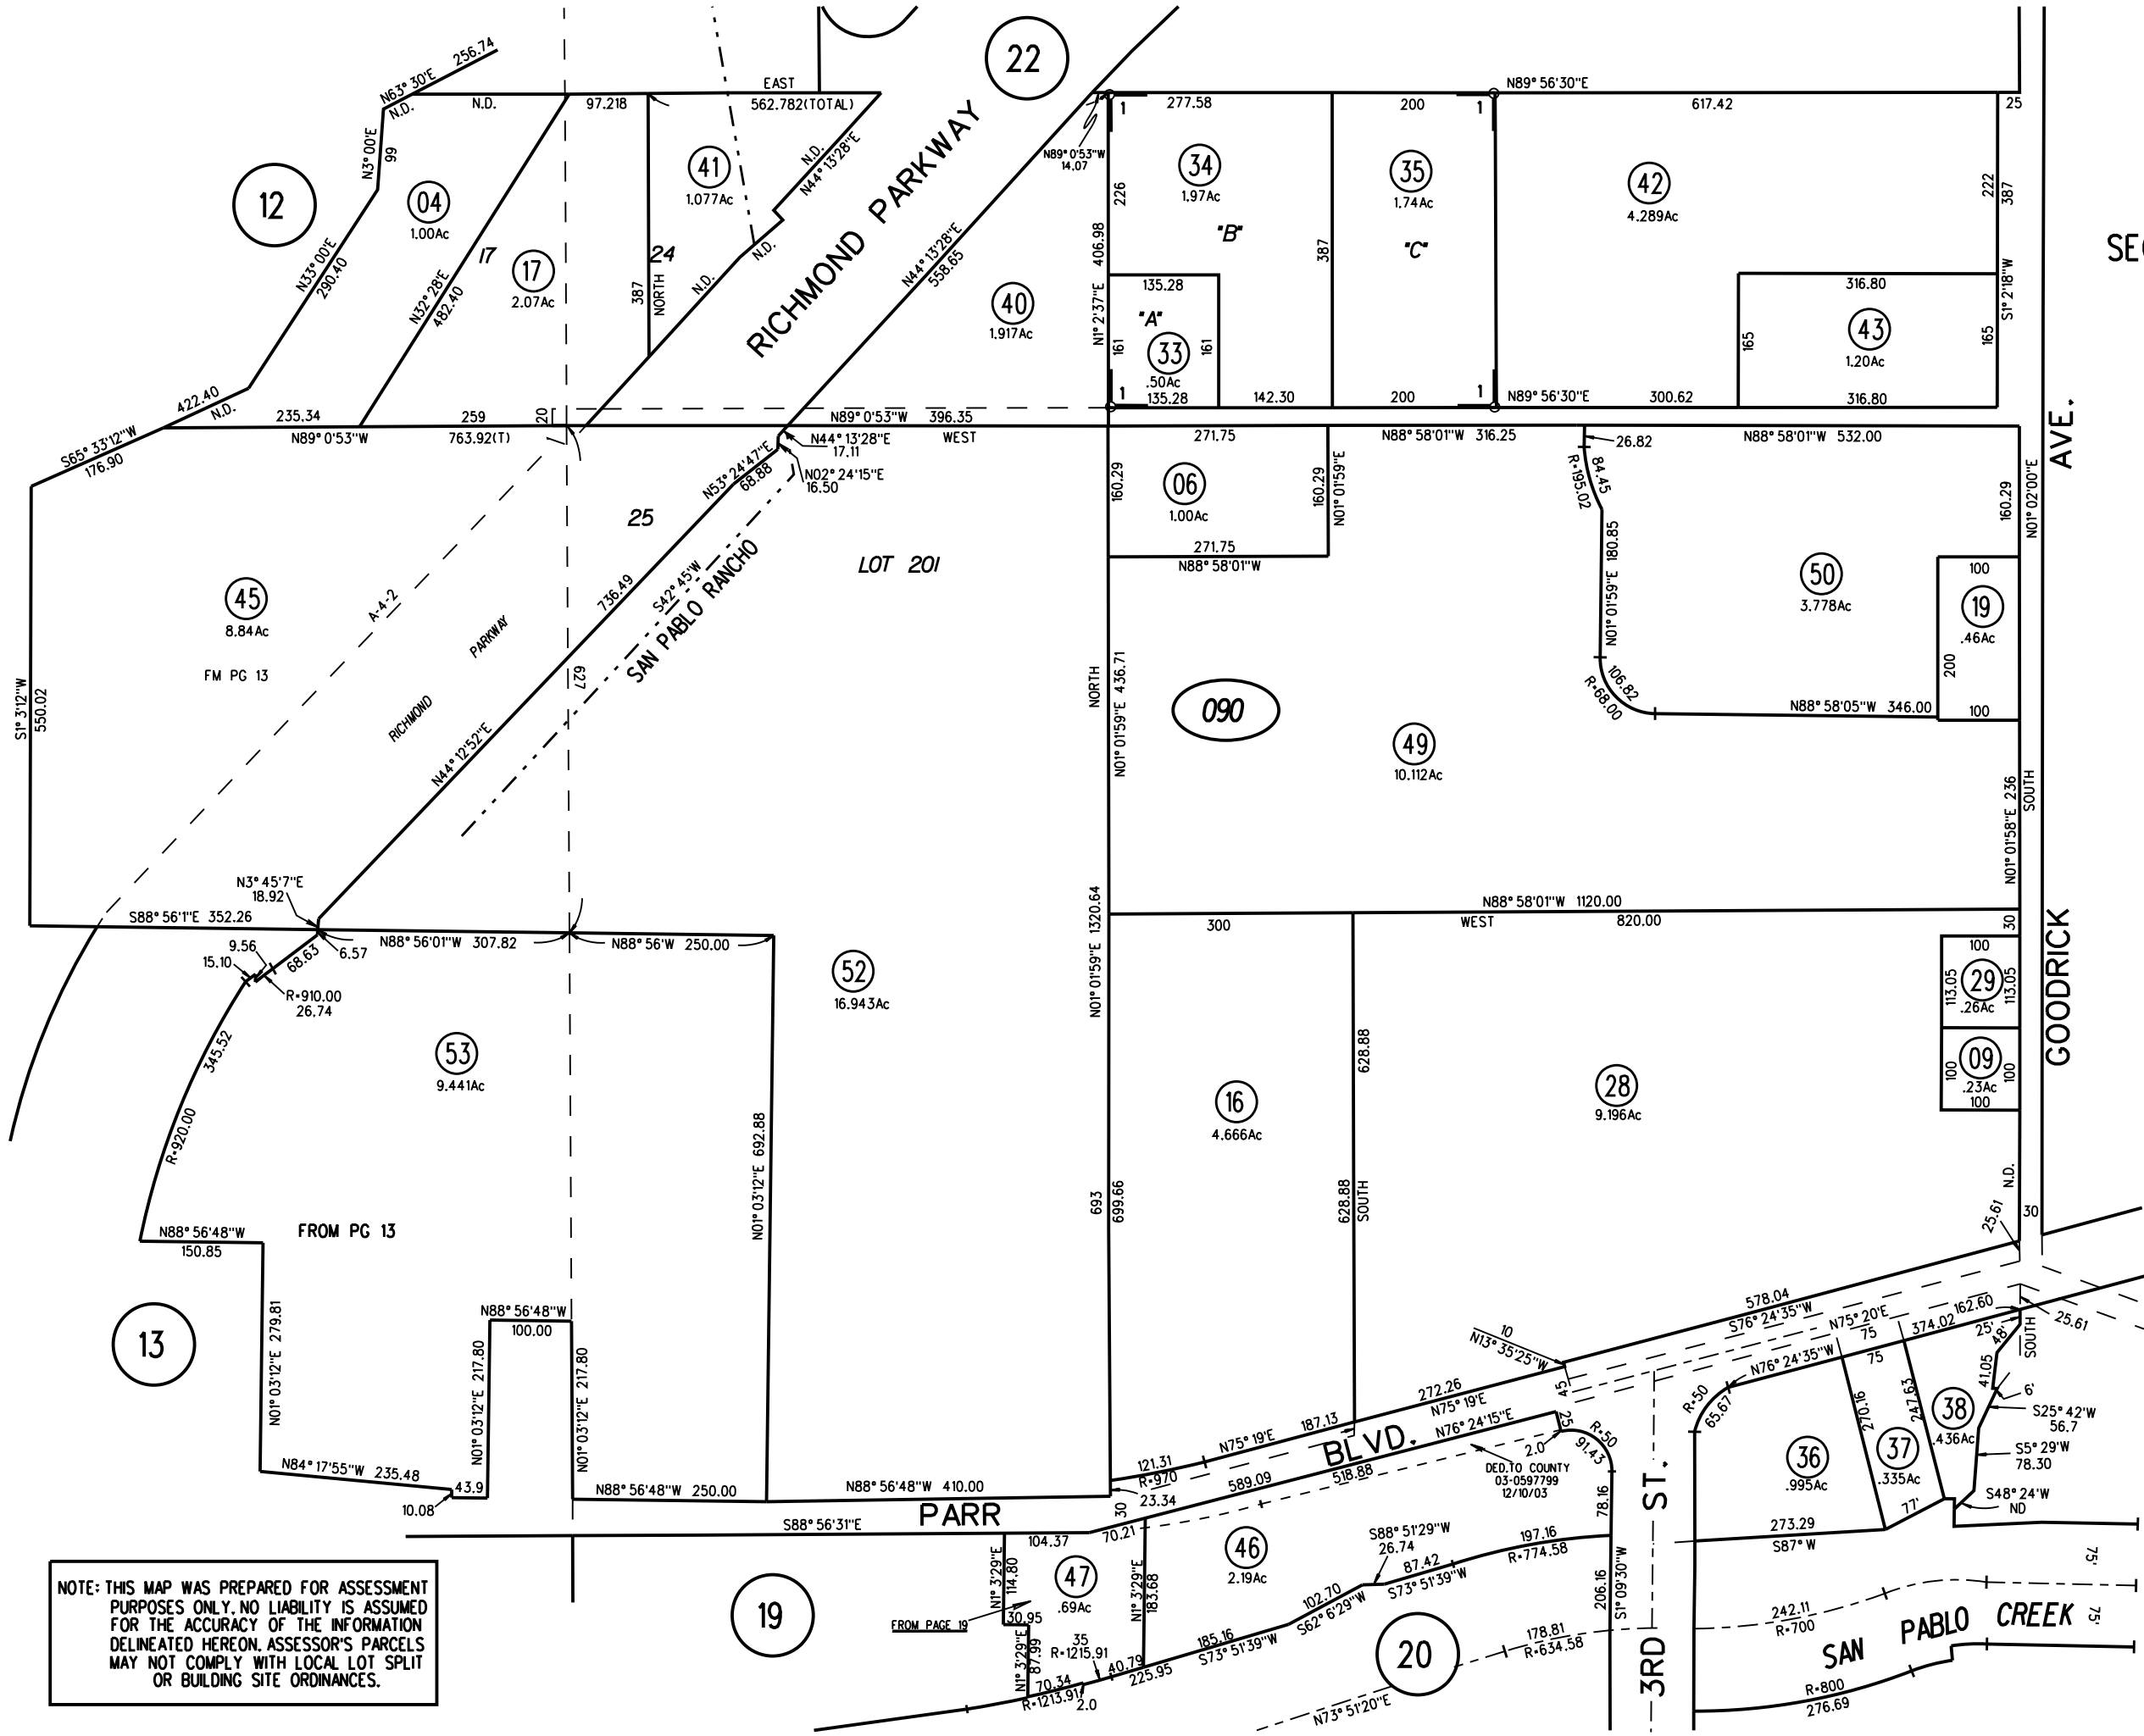 22
N63° 30'E 256.74
N.D.
N.D.
97.218
EAST
562.782(TOTAL)
N89° 56'30"E
1
277.58
200
1
617.42
25
N3° 00'E
99
12
04
1.00Ac
17
17
2.07Ac
41
1.077Ac
24
N.D.
N44° 13'28"E
RICHMOND PARKWAY
N89° 0'53"W
14.07
34
1.97Ac
"B"
226
35
1.74Ac
"C"
387
42
4.289Ac
222
387
SEC
N33° 00'E
290.40
N32° 28'E
482.40
387
NORTH
N.D.
N.D.
N44° 13'28"E
558.65
40
1.917Ac
N1° 2'37"E 406.98
135.28
"A"
33
.50Ac
161
161
1
135.28
142.30
200
1
N89° 56'30"E
300.62
316.80
165
43
1.20Ac
165
316.80
S1° 2'18"W
422.40
N.D.
S65° 33'12"W
176.90
235.34
N89° 0'53"W
259
763.92(T)
20
N89° 0'53"W 396.35
WEST
N44° 13'28"E
17.11
N02° 24'15"E
16.50
N53° 24'47"E
68.88
271.75
N88° 58'01"W 316.25
26.82
N88° 58'01"W 532.00
AVE.
160.29
06
1.00Ac
160.29
N01° 01'59"E
271.75
N88° 58'01"W
84.45
R=195.02
N01° 01'59"E 180.85
160.29
N01° 02'00"E
50
3.778Ac
100
19
.46Ac
200
100
106.82
R=68.00
N88° 58'05"W 346.00
25
LOT 201
45
8.84Ac
FM PG 13
A-4-2
RICHMOND
PARKWAY
736.49
N44° 12'52"E
S42° 45'W
SAN PABLO RANCHO
627
S1° 3'12"W
550.02
NORTH
N01° 01'59"E 436.71
090
49
10.112Ac
N01° 01'58"E 236
SOUTH
N3° 45'7"E
18.92
S88° 56'1"E 352.26
N88° 56'01"W 307.82
N88° 56'W 250.00
9.56
15.10
68.63
6.57
R=910.00
26.74
N01° 01'59"E 1320.64
N88° 58'01"W 1120.00
300
WEST
820.00
30
GOODRICK
52
16.943Ac
53
9.441Ac
345.52
R=920.00
N01° 03'12"E 692.88
16
4.666Ac
628.88
28
9.196Ac
100
113.05
29
.26Ac
113.05
100
09
.23Ac
100
100
N88° 56'48"W
150.85
FROM PG 13
693
699.66
628.88
SOUTH
N.D.
25.61
30
13
N01° 03'12"E 279.81
N88° 56'48"W
100.00
N01° 03'12"E 217.80
N01° 03'12"E 217.80
N84° 17'55"W 235.48
43.9
10.08
N88° 56'48"W 250.00
N88° 56'48"W 410.00
S88° 56'31"E
PARR
BLVD.
121.31
R=970
N75° 19'E 187.13
272.26
N75° 19'E
10
N13° 35'25"W
578.04
S76° 24'35"W
N75° 20'E
162.60
25.61
23.34
30
70.21
589.09
518.88
N76° 24'15"E
45
25
2.0
R=50
91.43
DED.TO COUNTY
03-0597799
12/10/03
R=50
65.67
N76° 24'35"W
75
75
374.02
25'
48'
SOUTH
41.05
6'
S25° 42'W
56.7
S5° 29'W
78.30
S48° 24'W
ND
36
.995Ac
270.16
37
.335Ac
247.63
38
.436Ac
77'
273.29
S87° W
78.16
3RD ST.
S1° 09'30"W
206.16
104.37
N1° 3'29"E
114.80
47
.69Ac
N1° 3'29"E
183.68
46
2.19Ac
S88° 51'29"W
26.74
197.16
R=774.58
87.42
S73° 51'39"W
102.70
S62° 6'29"W
185.16
S73° 51'39"W
FROM PAGE 19
30.95
N1° 3'29"E
87.99
35
R=1215.91
40.79
225.95
70.34
R=1213.91
2.0
19
20
178.81
R=634.58
N73° 51'20"E
242.11
R=700
SAN PABLO CREEK
75'
75'
R=800
276.69
NOTE: THIS MAP WAS PREPARED FOR ASSESSMENT
PURPOSES ONLY. NO LIABILITY IS ASSUMED
FOR THE ACCURACY OF THE INFORMATION
DELINEATED HEREON. ASSESSOR'S PARCELS
MAY NOT COMPLY WITH LOCAL LOT SPLIT
OR BUILDING SITE ORDINANCES.